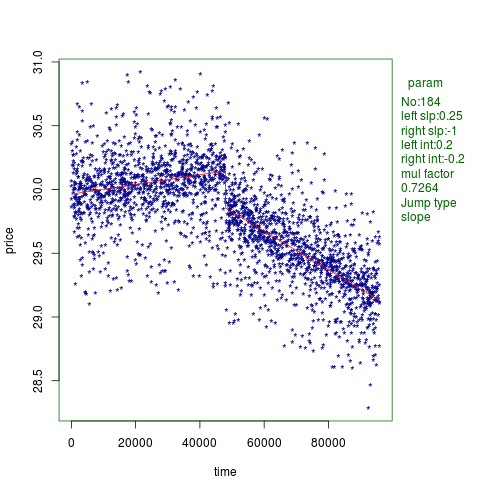 param
No:184
left slp:0.25
right slp:-1
left int:0.2
right int:-0.2
mul factor
0.7264
Jump type
slope
price
31.0
30.5
30.0
29.5
29.0
28.5
0 20000 40000 60000 80000
time